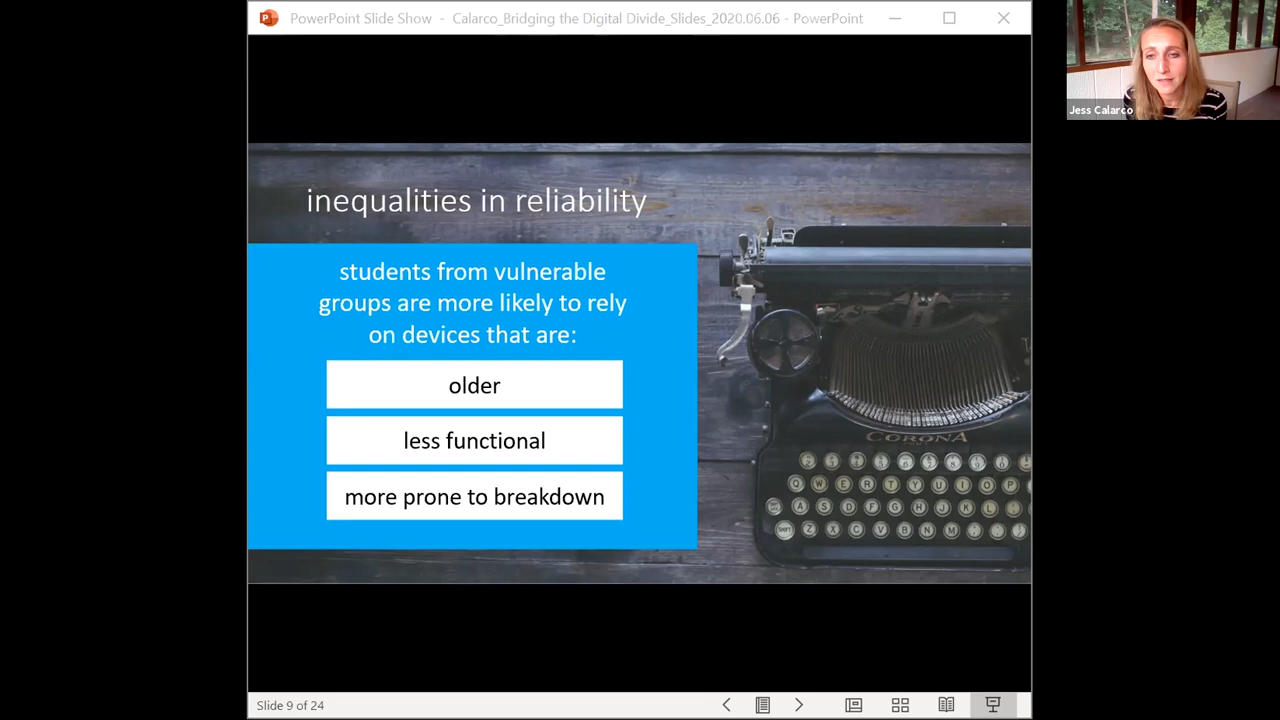 PowerPoint Slide Show - Calarco_Bridging the Digital Divide_Slides_2020.06.06 - PowerPoint
Jess Calarco
inequalities in reliability
students from vulnerable
groups are more likely to rely
on devices that are:
older
less functional
more prone to breakdown
CORONA
Q W E R T Y U I O P
A S D F G H J K L
Z X C V B N M
Slide 9 of 24